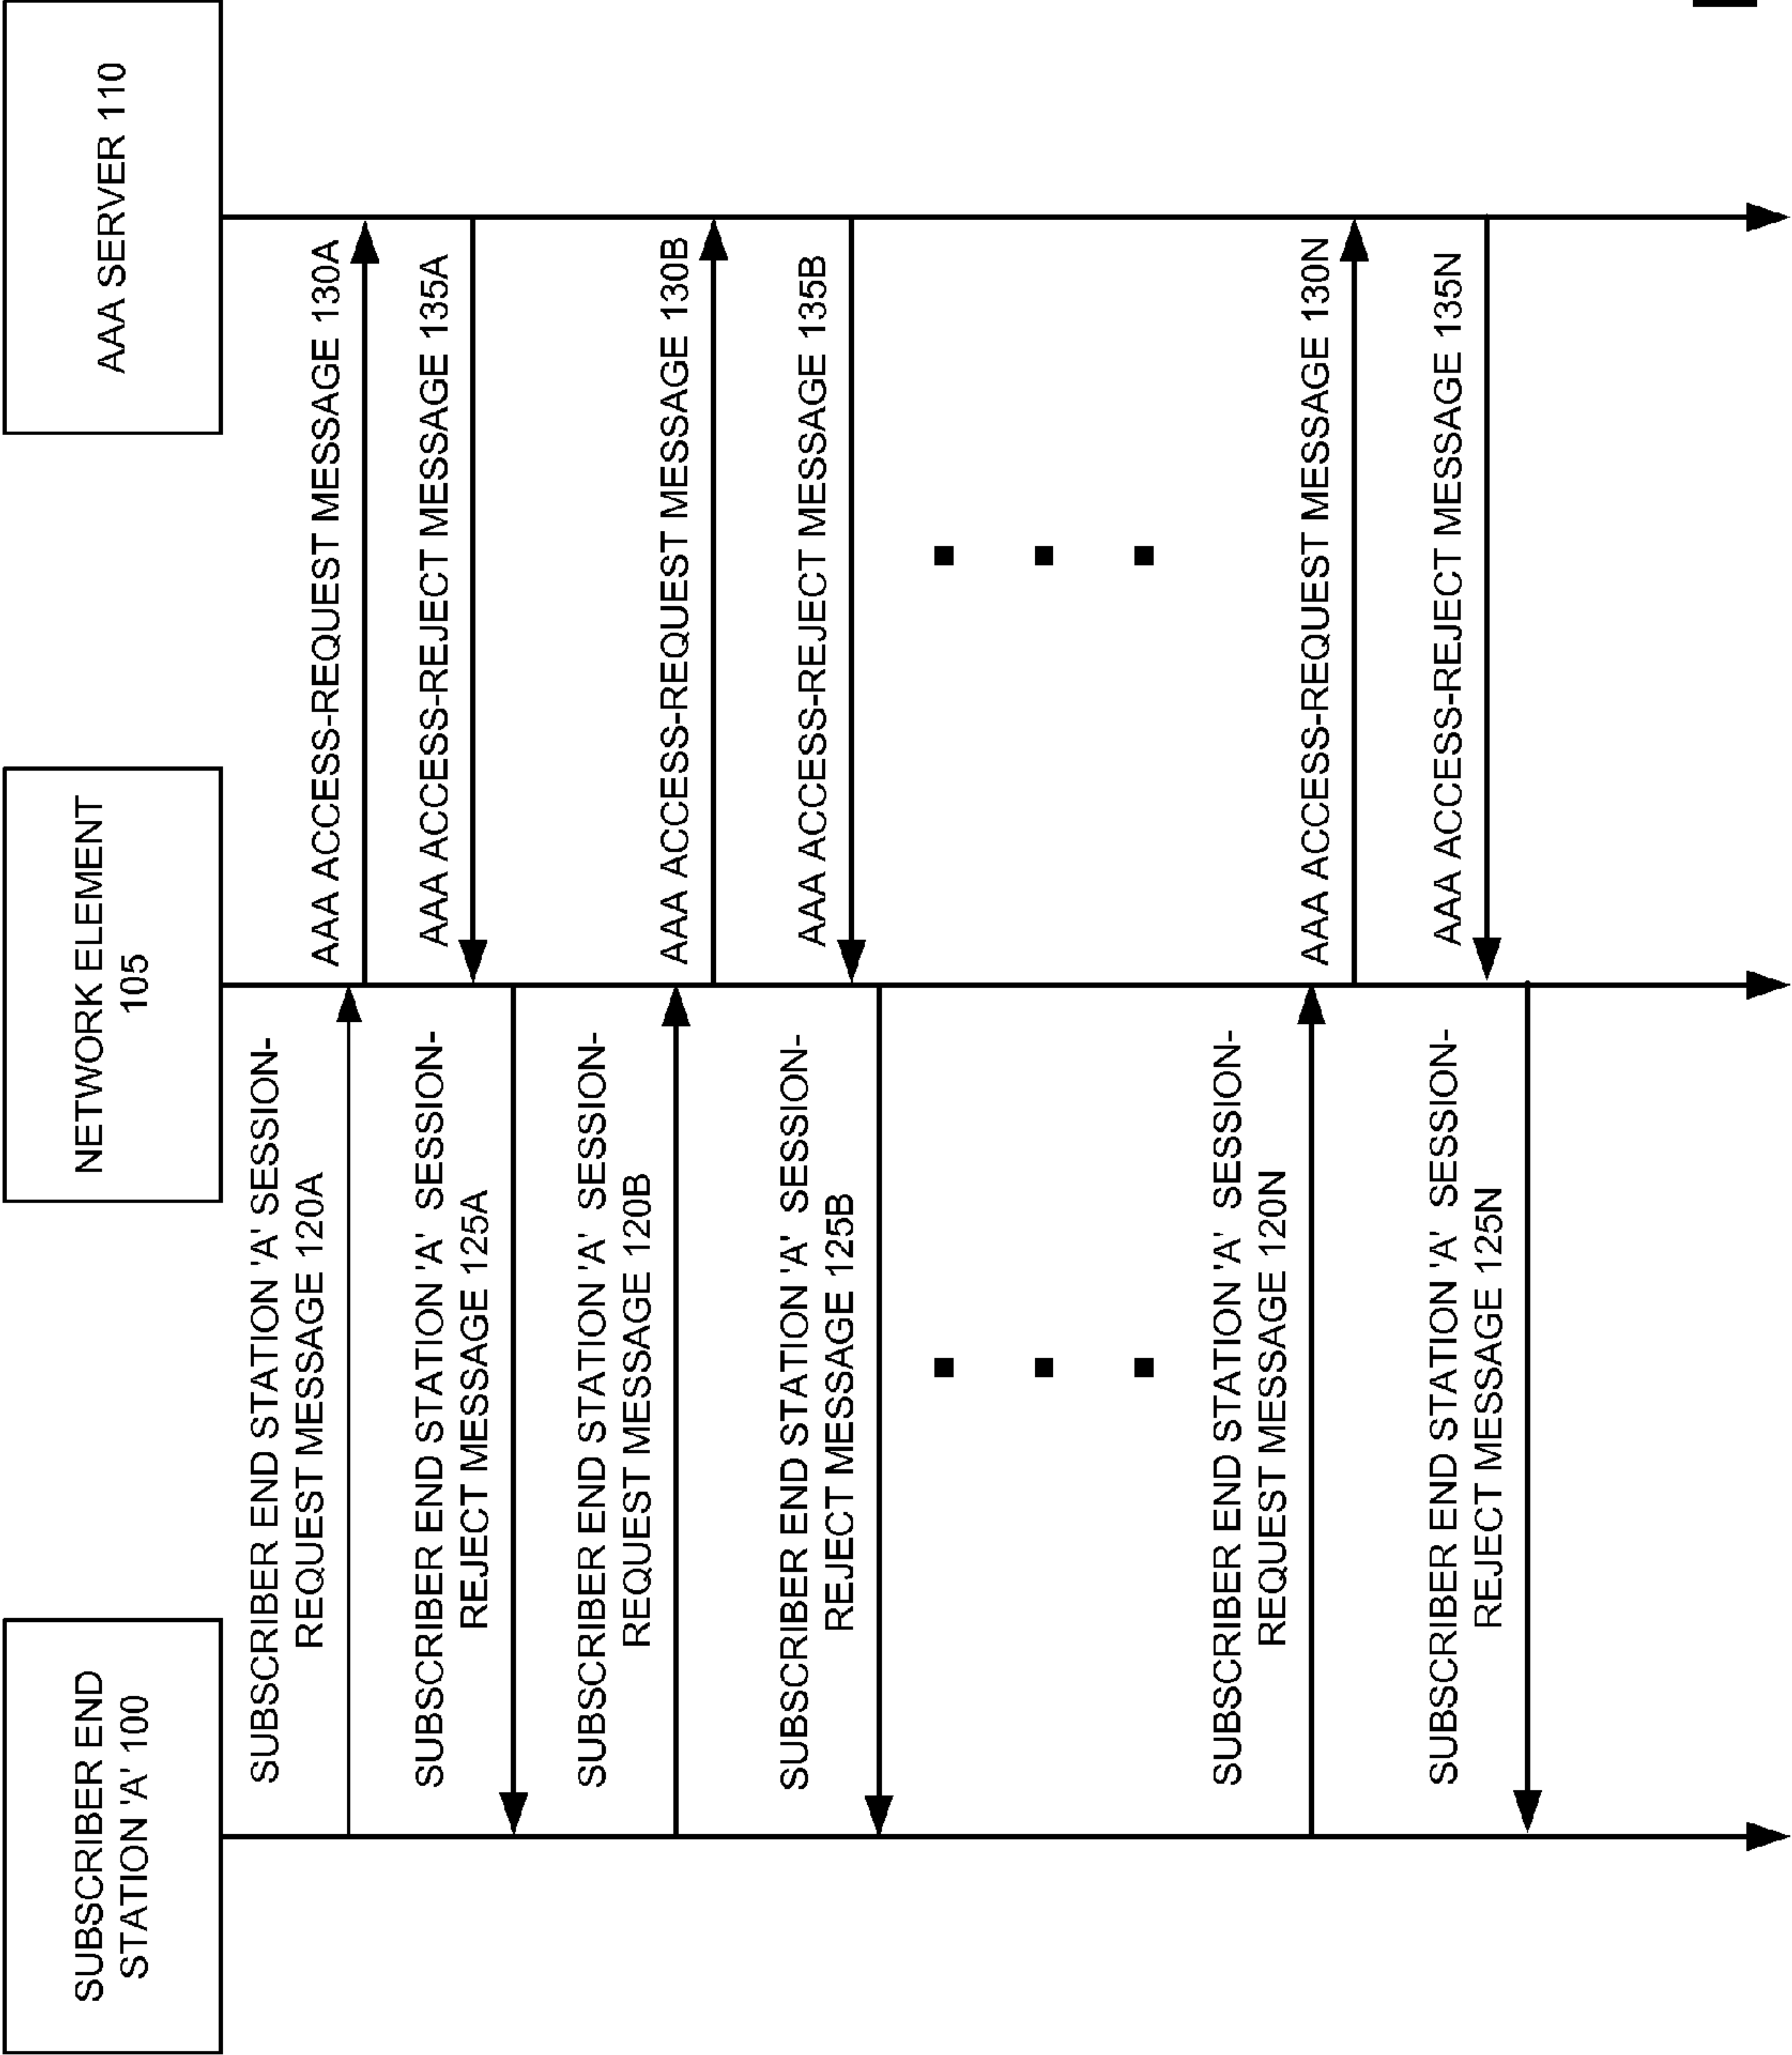 SUBSCRIBER END
STATION 'A' 100
NETWORK ELEMENT
105
AAA SERVER 110
SUBSCRIBER END STATION 'A' SESSION-
REQUEST MESSAGE 120A
AAA ACCESS-REQUEST MESSAGE 130A
AAA ACCESS-REJECT MESSAGE 135A
SUBSCRIBER END STATION 'A' SESSION-
REJECT MESSAGE 125A
SUBSCRIBER END STATION 'A' SESSION-
REQUEST MESSAGE 120B
AAA ACCESS-REQUEST MESSAGE 130B
AAA ACCESS-REJECT MESSAGE 135B
SUBSCRIBER END STATION 'A' SESSION-
REJECT MESSAGE 125B
SUBSCRIBER END STATION 'A' SESSION-
REQUEST MESSAGE 120N
AAA ACCESS-REQUEST MESSAGE 130N
AAA ACCESS-REJECT MESSAGE 135N
SUBSCRIBER END STATION 'A' SESSION-
REJECT MESSAGE 125N